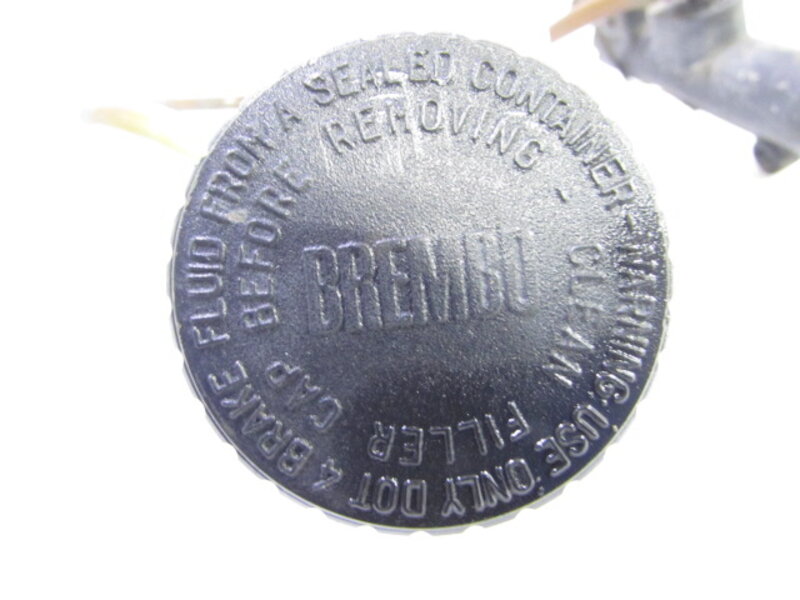 WARNING: USE ONLY DOT 4 BRAKE FLUID FROM A SEALED CONTAINER-
CLEAN FILLER CAP BEFORE REMOVING -
BREMBO